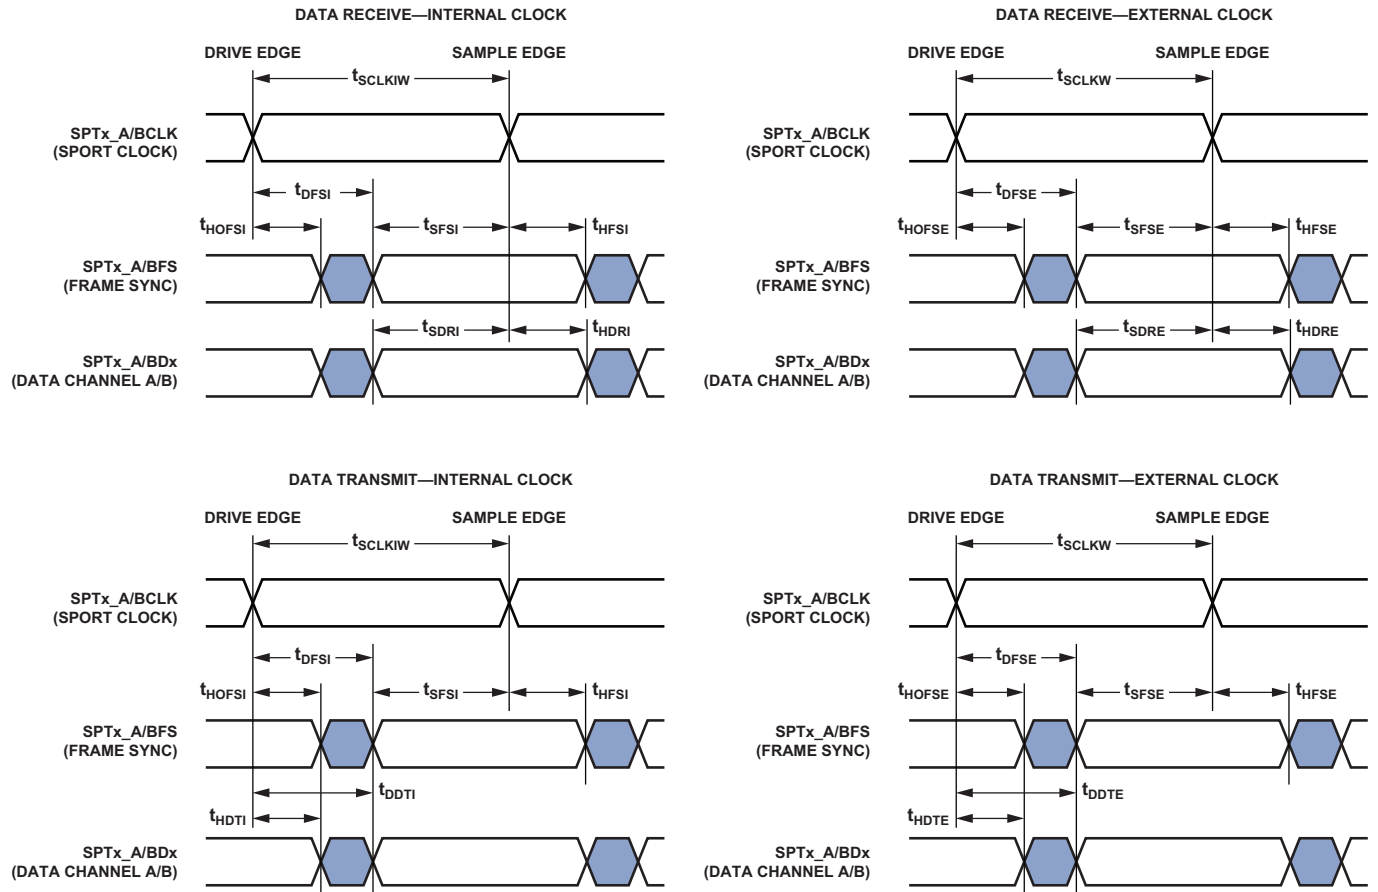 DATA RECEIVE—INTERNAL CLOCK
DRIVE EDGE
SAMPLE EDGE
tSCLKIW
SPTx_A/BCLK
(SPORT CLOCK)
tDFSI
tHOFSI
tSFSI
tHFSI
SPTx_A/BFS
(FRAME SYNC)
tSDRI
tHDRI
SPTx_A/BDx
(DATA CHANNEL A/B)
DATA RECEIVE—EXTERNAL CLOCK
DRIVE EDGE
SAMPLE EDGE
tSCLKW
SPTx_A/BCLK
(SPORT CLOCK)
tDFSE
tHOFSE
tSFSE
tHFSE
SPTx_A/BFS
(FRAME SYNC)
tSDRE
tHDRE
SPTx_A/BDx
(DATA CHANNEL A/B)
DATA TRANSMIT—INTERNAL CLOCK
DRIVE EDGE
SAMPLE EDGE
tSCLKIW
SPTx_A/BCLK
(SPORT CLOCK)
tDFSI
tHOFSI
tSFSI
tHFSI
SPTx_A/BFS
(FRAME SYNC)
tDDTI
tHDTI
SPTx_A/BDx
(DATA CHANNEL A/B)
DATA TRANSMIT—EXTERNAL CLOCK
DRIVE EDGE
SAMPLE EDGE
tSCLKW
SPTx_A/BCLK
(SPORT CLOCK)
tDFSE
tHOFSE
tSFSE
tHFSE
SPTx_A/BFS
(FRAME SYNC)
tDDTE
tHDTE
SPTx_A/BDx
(DATA CHANNEL A/B)